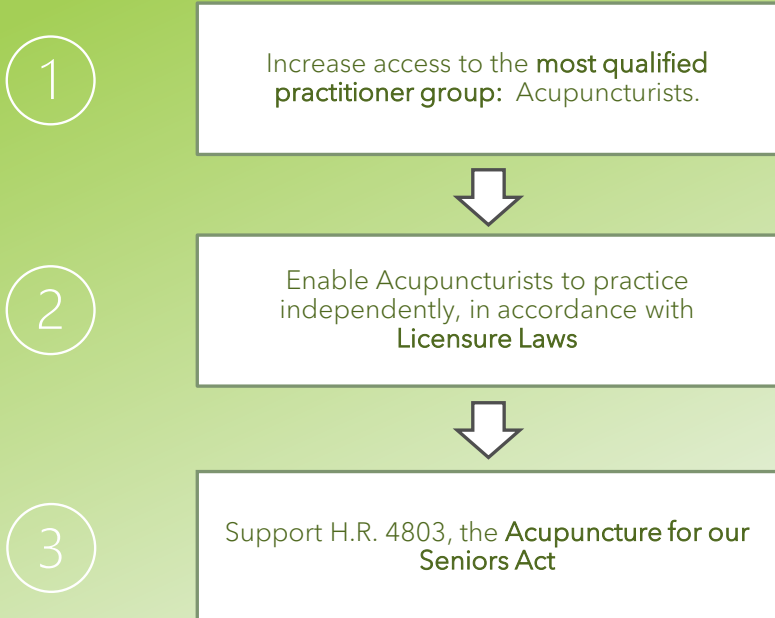 1
Increase access to the most qualified
practitioner group: Acupuncturists.
2
Enable Acupuncturists to practice
independently, in accordance with
Licensure Laws
3
Support H.R. 4803, the Acupuncture for our
Seniors Act